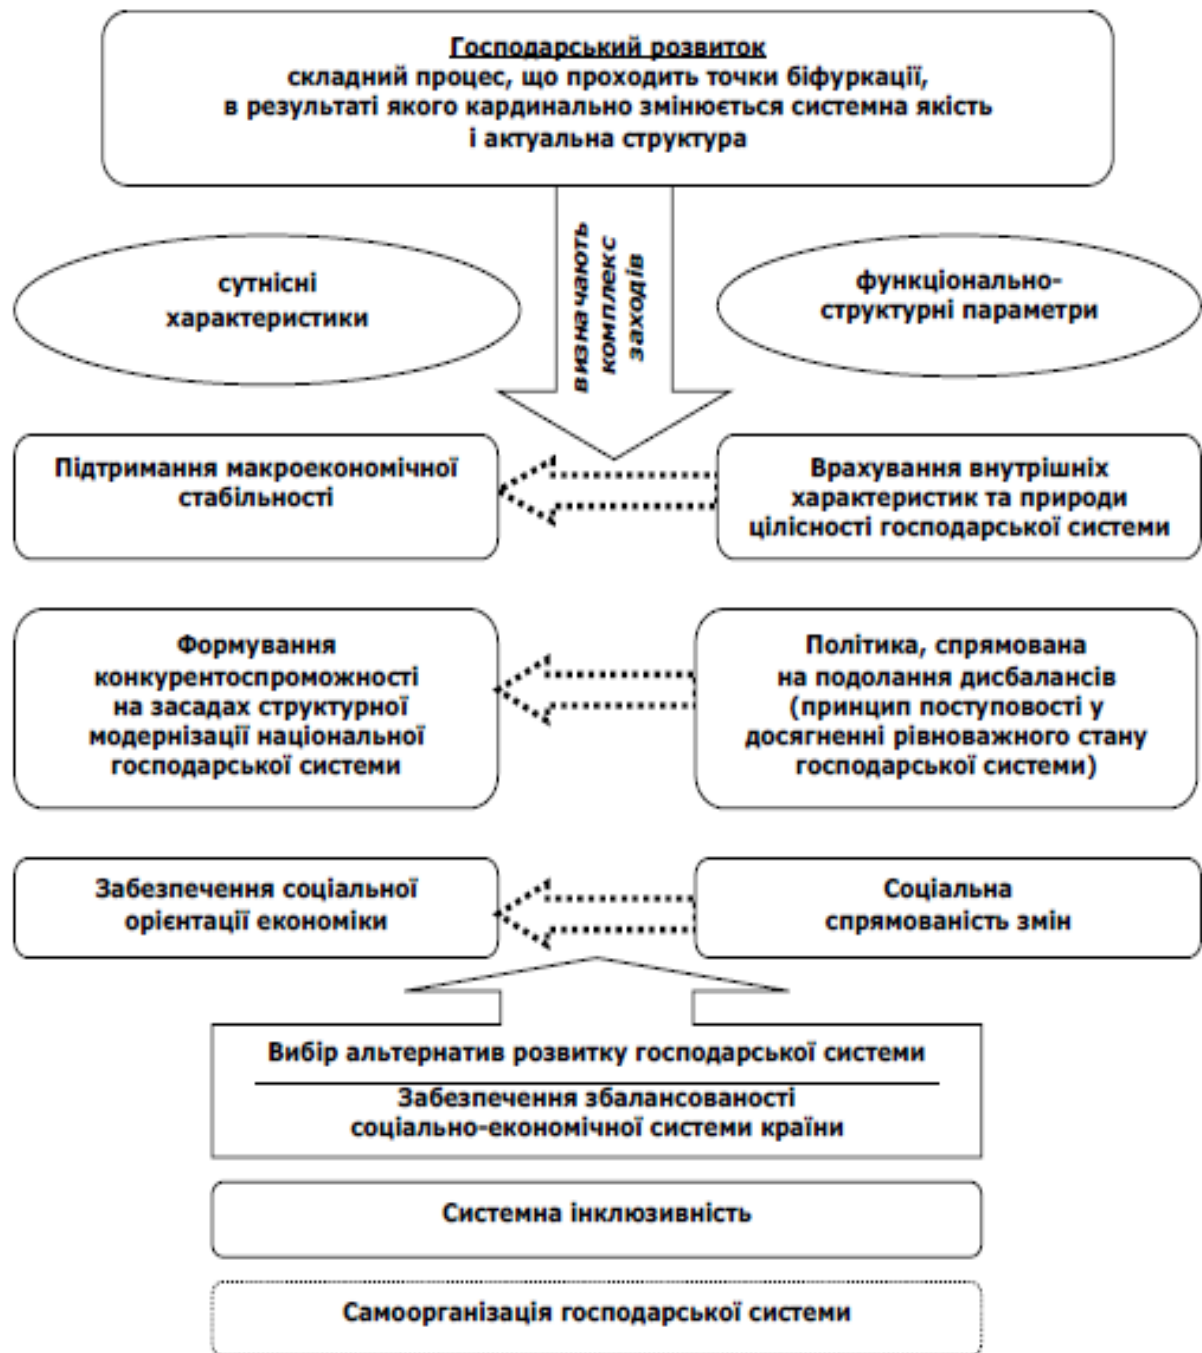 Господарський розвиток
складний процес, що проходить точки біфуркації,
в результаті якого кардинально змінюється системна якість
і актуальна структура
визначають
комплекс
заходів
сутнісні
характеристики
функціонально-
структурні параметри
Підтримання макроекономічної
стабільності
Врахування внутрішніх
характеристик та природи
цілісності господарської системи
Формування
конкурентоспроможності
на засадах структурної
модернізації національної
господарської системи
Політика, спрямована
на подолання дисбалансів
(принцип поступовості у
досягненні рівноважного стану
господарської системи)
Забезпечення соціальної
орієнтації економіки
Соціальна
спрямованість змін
Вибір альтернатив розвитку господарської системи
Забезпечення збалансованості
соціально-економічної системи країни
Системна інклюзивність
Самоорганізація господарської системи